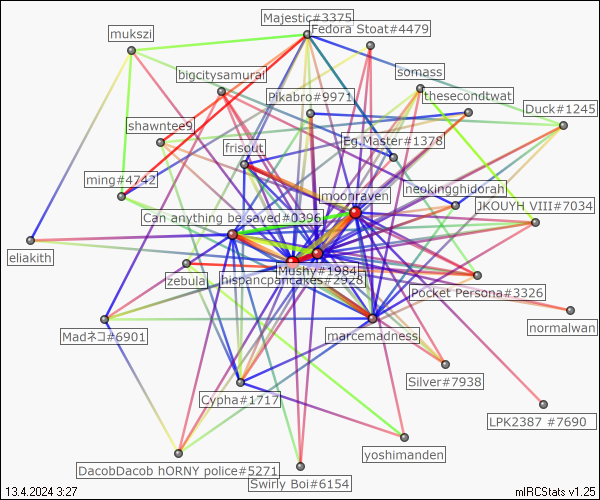 Majestic#3375
Fedora Stoat#4479
mukszi
bigcitysamurai
somass
Pikabro#9971
thesecondtwat
Duck#1245
shawntee9
Eg.Master#1378
frisout
ming#4742
moonraven
neokingghidorah
JKOUYH VIII#7034
Can anything be saved#0396
eliakith
Mushy#1984
zebulal
hispancpancakes#2928
Pocket Persona#3326
normalwan
Madネコ#6901
marcemadness
Silver#7938
Cypha#1717
LPK2387 #7690
yoshimanden
DacobDacob hORNY police#5271
Swirly Boi#6154
13.4.2024 3:27
mIRCStats v1.25